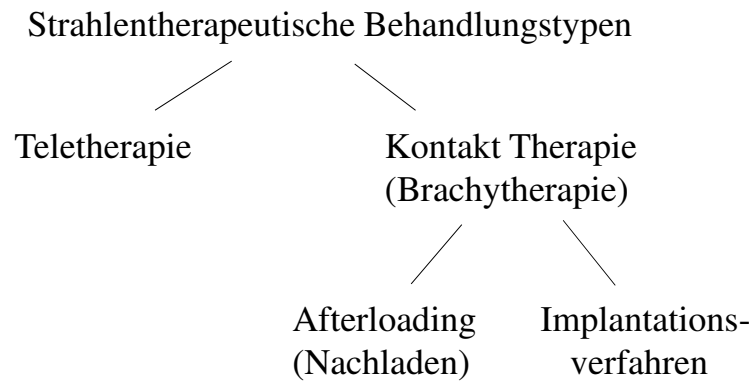 Strahlentherapeutische Behandlungstypen
Teletherapie
Kontakt Therapie
(Brachytherapie)
Afterloading
(Nachladen)
Implantations-
verfahren